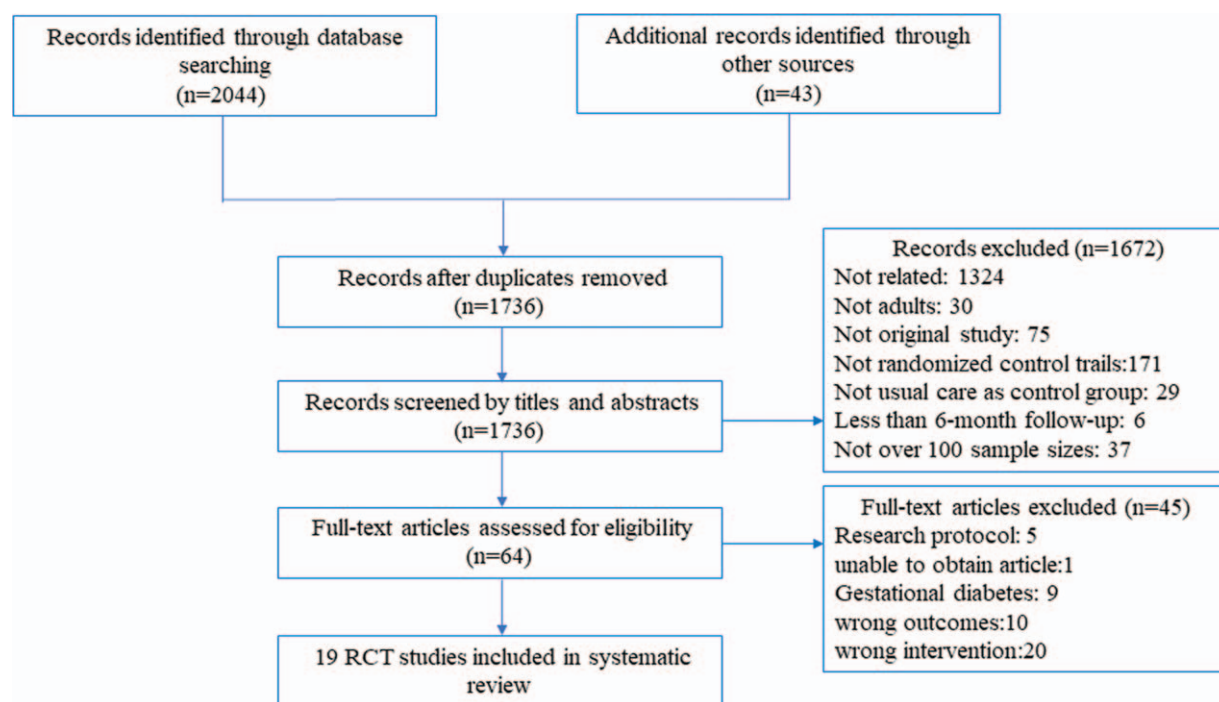 Records identified through database
searching
(n=2044)
Additional records identified through
other sources
(n=43)
Records after duplicates removed
(n=1736)
Records excluded (n=1672)
Not related: 1324
Not adults: 30
Not original study: 75
Not randomized control trails:171
Not usual care as control group: 29
Less than 6-month follow-up: 6
Not over 100 sample sizes: 37
Records screened by titles and abstracts
(n=1736)
Full-text articles assessed for eligibility
(n=64)
Full-text articles excluded (n=45)
Research protocol: 5
unable to obtain article:1
Gestational diabetes: 9
wrong outcomes:10
wrong intervention:20
19 RCT studies included in systematic
review